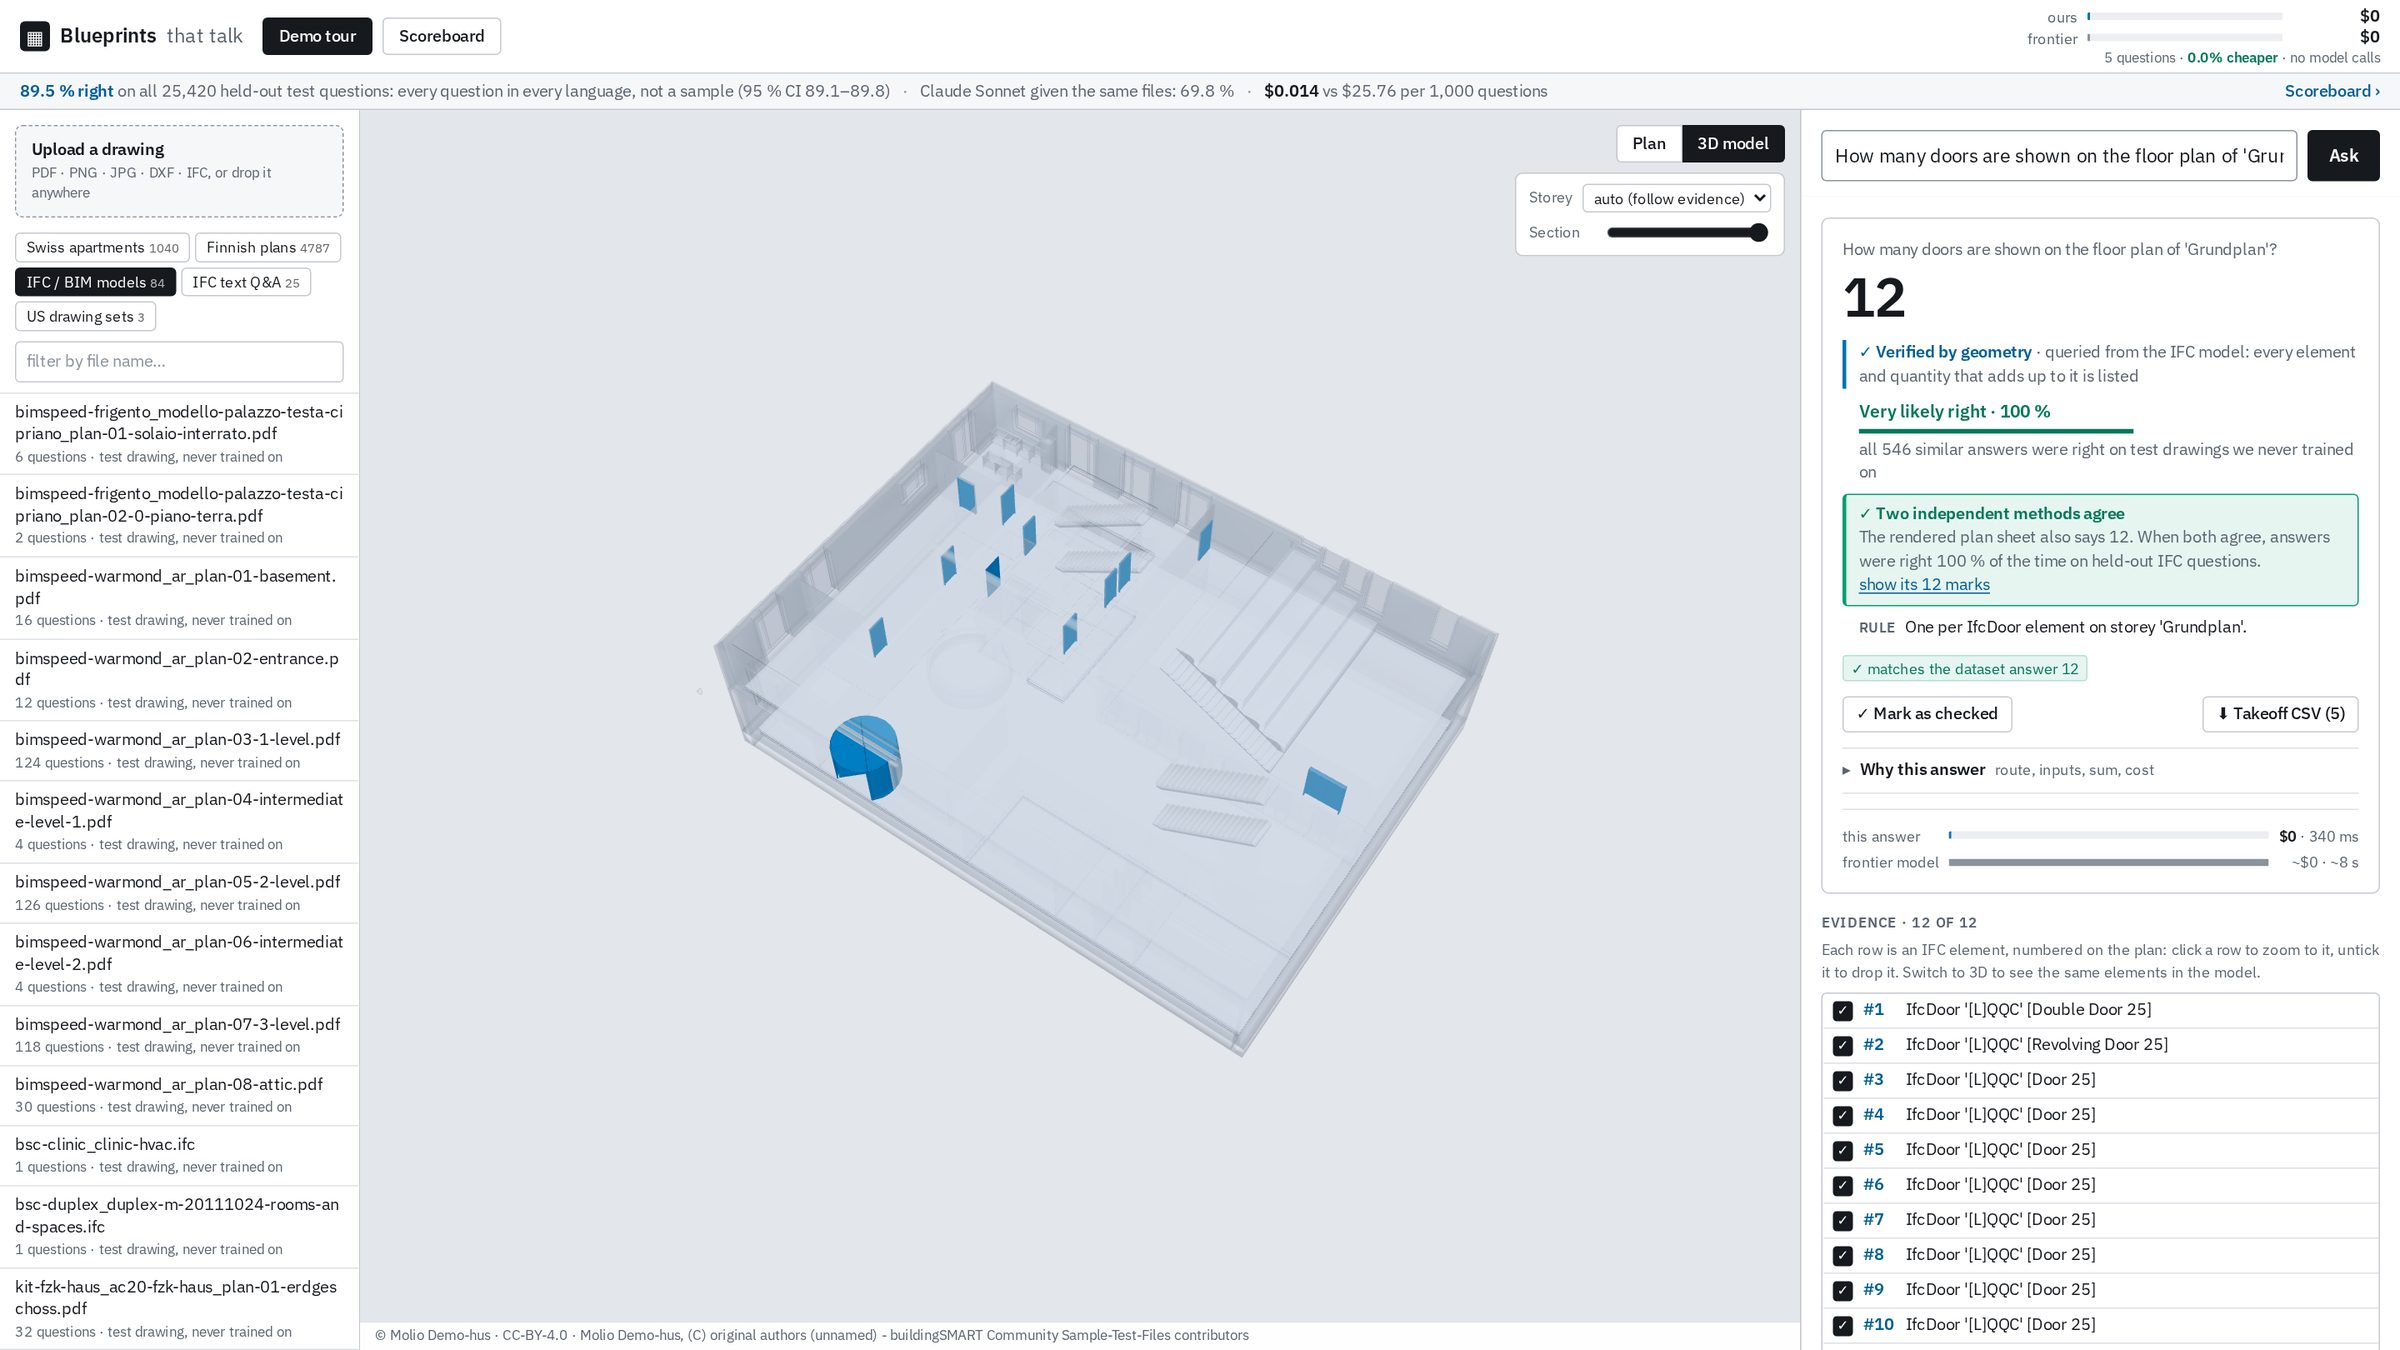 Blueprints that talk
Demo tour
Scoreboard
ours $0
frontier $0
5 questions · 0.0% cheaper · no model calls
89.5 % right on all 25,420 held-out test questions: every question in every language, not a sample (95 % CI 89.1–89.8) · Claude Sonnet given the same files: 69.8 % · $0.014 vs $25.76 per 1,000 questions
Scoreboard ›
Upload a drawing
PDF · PNG · JPG · DXF · IFC, or drop it
anywhere
Swiss apartments 1040
Finnish plans 4787
IFC / BIM models 84
IFC text Q&A 25
US drawing sets 3
filter by file name...
bimspeed-frigento_modello-palazzo-testa-ci
priano_plan-01-solaio-interrato.pdf
6 questions · test drawing, never trained on
bimspeed-frigento_modello-palazzo-testa-ci
priano_plan-02-0-piano-terra.pdf
2 questions · test drawing, never trained on
bimspeed-warmond_ar_plan-01-basement.
pdf
16 questions · test drawing, never trained on
bimspeed-warmond_ar_plan-02-entrance.p
df
12 questions · test drawing, never trained on
bimspeed-warmond_ar_plan-03-1-level.pdf
124 questions · test drawing, never trained on
bimspeed-warmond_ar_plan-04-intermediat
e-level-1.pdf
4 questions · test drawing, never trained on
bimspeed-warmond_ar_plan-05-2-level.pdf
126 questions · test drawing, never trained on
bimspeed-warmond_ar_plan-06-intermediat
e-level-2.pdf
4 questions · test drawing, never trained on
bimspeed-warmond_ar_plan-07-3-level.pdf
118 questions · test drawing, never trained on
bimspeed-warmond_ar_plan-08-attic.pdf
30 questions · test drawing, never trained on
bsc-clinic_clinic-hvac.ifc
1 questions · test drawing, never trained on
bsc-duplex_duplex-m-20111024-rooms-an
d-spaces.ifc
1 questions · test drawing, never trained on
kit-fzk-haus_ac20-fzk-haus_plan-01-erdges
choss.pdf
32 questions · test drawing, never trained on
Plan
3D model
Storey auto (follow evidence)
Section
© Molio Demo-hus · CC-BY-4.0 · Molio Demo-hus, (C) original authors (unnamed) - buildingSMART Community Sample-Test-Files contributors
How many doors are shown on the floor plan of 'Grun
Ask
How many doors are shown on the floor plan of 'Grundplan'?
12
✓ Verified by geometry · queried from the IFC model: every element
and quantity that adds up to it is listed
Very likely right · 100 %
all 546 similar answers were right on test drawings we never trained
on
✓ Two independent methods agree
The rendered plan sheet also says 12. When both agree, answers
were right 100 % of the time on held-out IFC questions.
show its 12 marks
RULE One per IfcDoor element on storey 'Grundplan'.
✓ matches the dataset answer 12
✓ Mark as checked
⬇ Takeoff CSV (5)
▸ Why this answer route, inputs, sum, cost
this answer $0 · 340 ms
frontier model ~$0 · ~8 s
EVIDENCE · 12 OF 12
Each row is an IFC element, numbered on the plan: click a row to zoom to it, untick
it to drop it. Switch to 3D to see the same elements in the model.
✓ #1 IfcDoor '[L]QQC' [Double Door 25]
✓ #2 IfcDoor '[L]QQC' [Revolving Door 25]
✓ #3 IfcDoor '[L]QQC' [Door 25]
✓ #4 IfcDoor '[L]QQC' [Door 25]
✓ #5 IfcDoor '[L]QQC' [Door 25]
✓ #6 IfcDoor '[L]QQC' [Door 25]
✓ #7 IfcDoor '[L]QQC' [Door 25]
✓ #8 IfcDoor '[L]QQC' [Door 25]
✓ #9 IfcDoor '[L]QQC' [Door 25]
✓ #10 IfcDoor '[L]QQC' [Door 25]